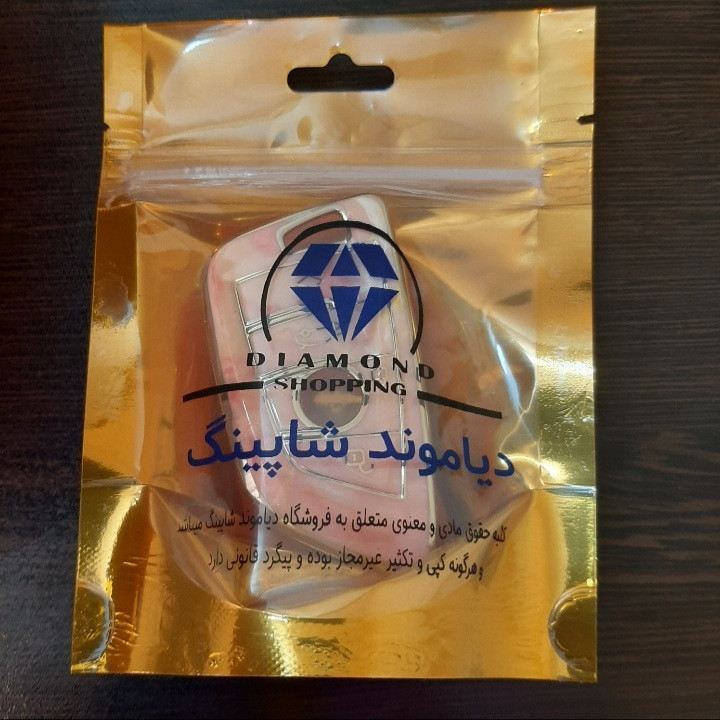 DIAMOND
SHOPPING
دیاموند شاپینگ
کلیه حقوق مادی و معنوی متعلق به فروشگاه دیاموند شاپینگ میباشد
و هرگونه کپی و تکثیر غیرمجاز بوده و پیگرد قانونی دارد